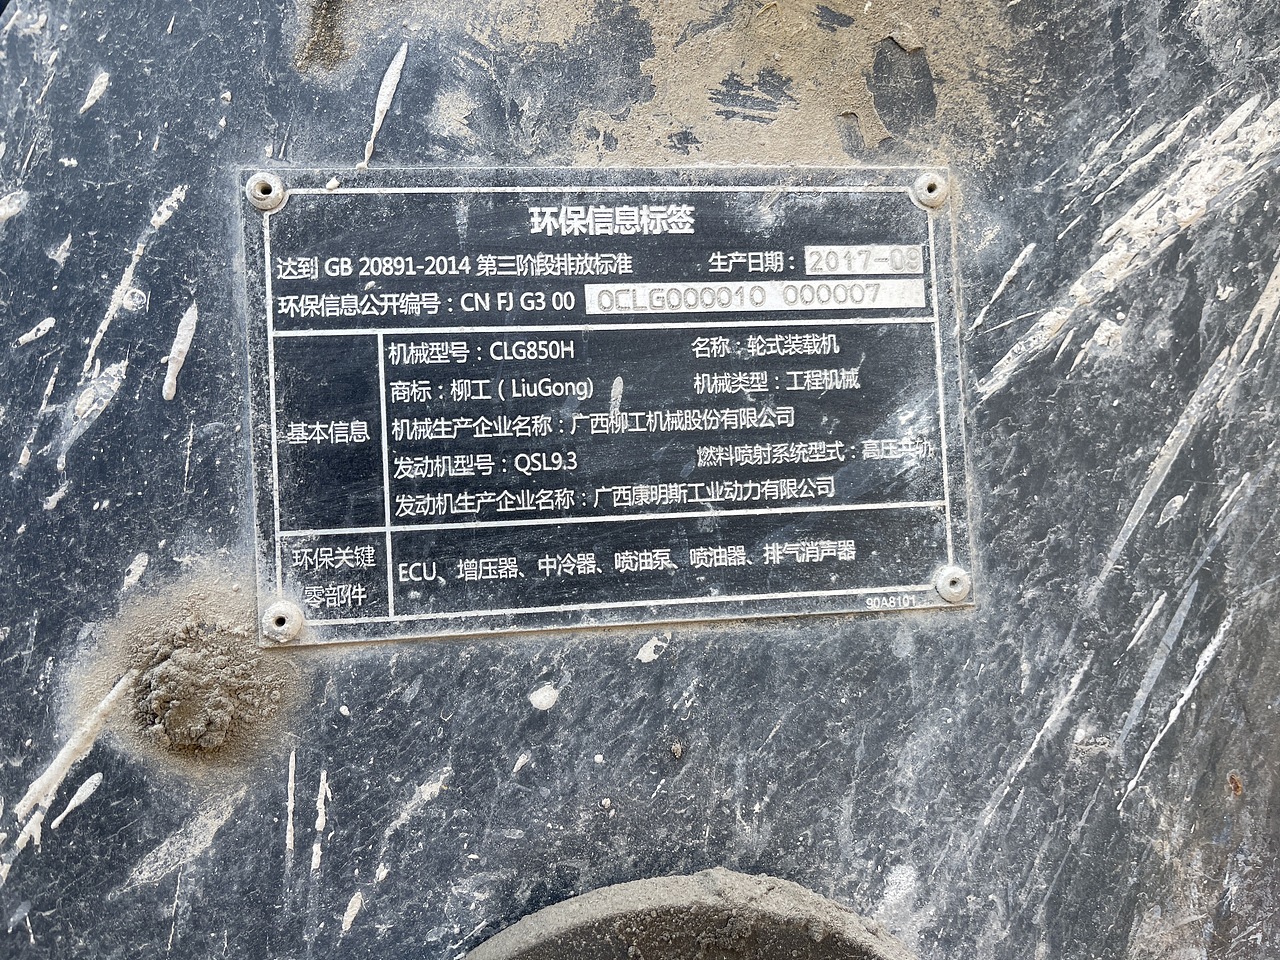 环保信息标签
达到 GB 20891-2014 第三阶段排放标准 生产日期：2017-08
环保信息公开编号：CN FJ G3 00 0CLG000010 000007
基本信息
机械型号：CLG850H 名称：轮式装载机
商标：柳工（LiuGong） 机械类型：工程机械
机械生产企业名称：广西柳工机械股份有限公司
发动机型号：QSL9.3 燃料喷射系统型式：高压共轨
发动机生产企业名称：广西康明斯工业动力有限公司
环保关键
零部件
ECU、增压器、中冷器、喷油泵、喷油器、排气消声器
90A8101